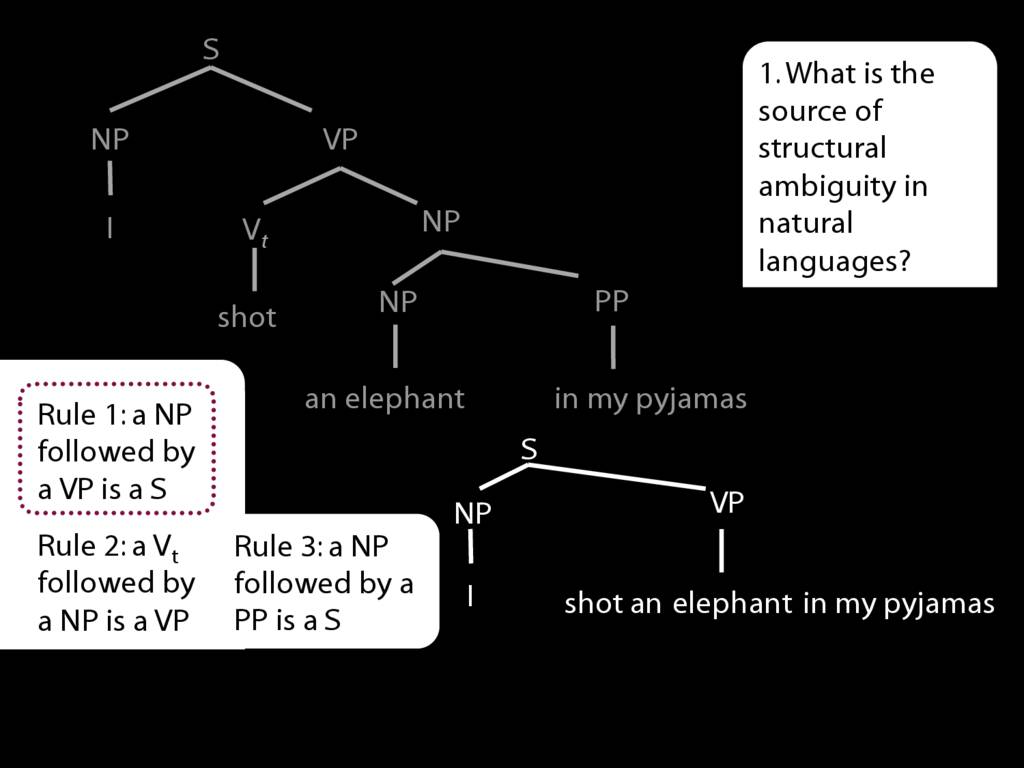 S
NP VP
I
V_t NP
shot
NP PP
an elephant in my pyjamas
1. What is the
source of
structural
ambiguity in
natural
languages?
Rule 1: a NP
followed by
a VP is a S
Rule 2: a V_t
followed by
a NP is a VP
Rule 3: a NP
followed by a
PP is a S
S
NP VP
I
shot an elephant in my pyjamas